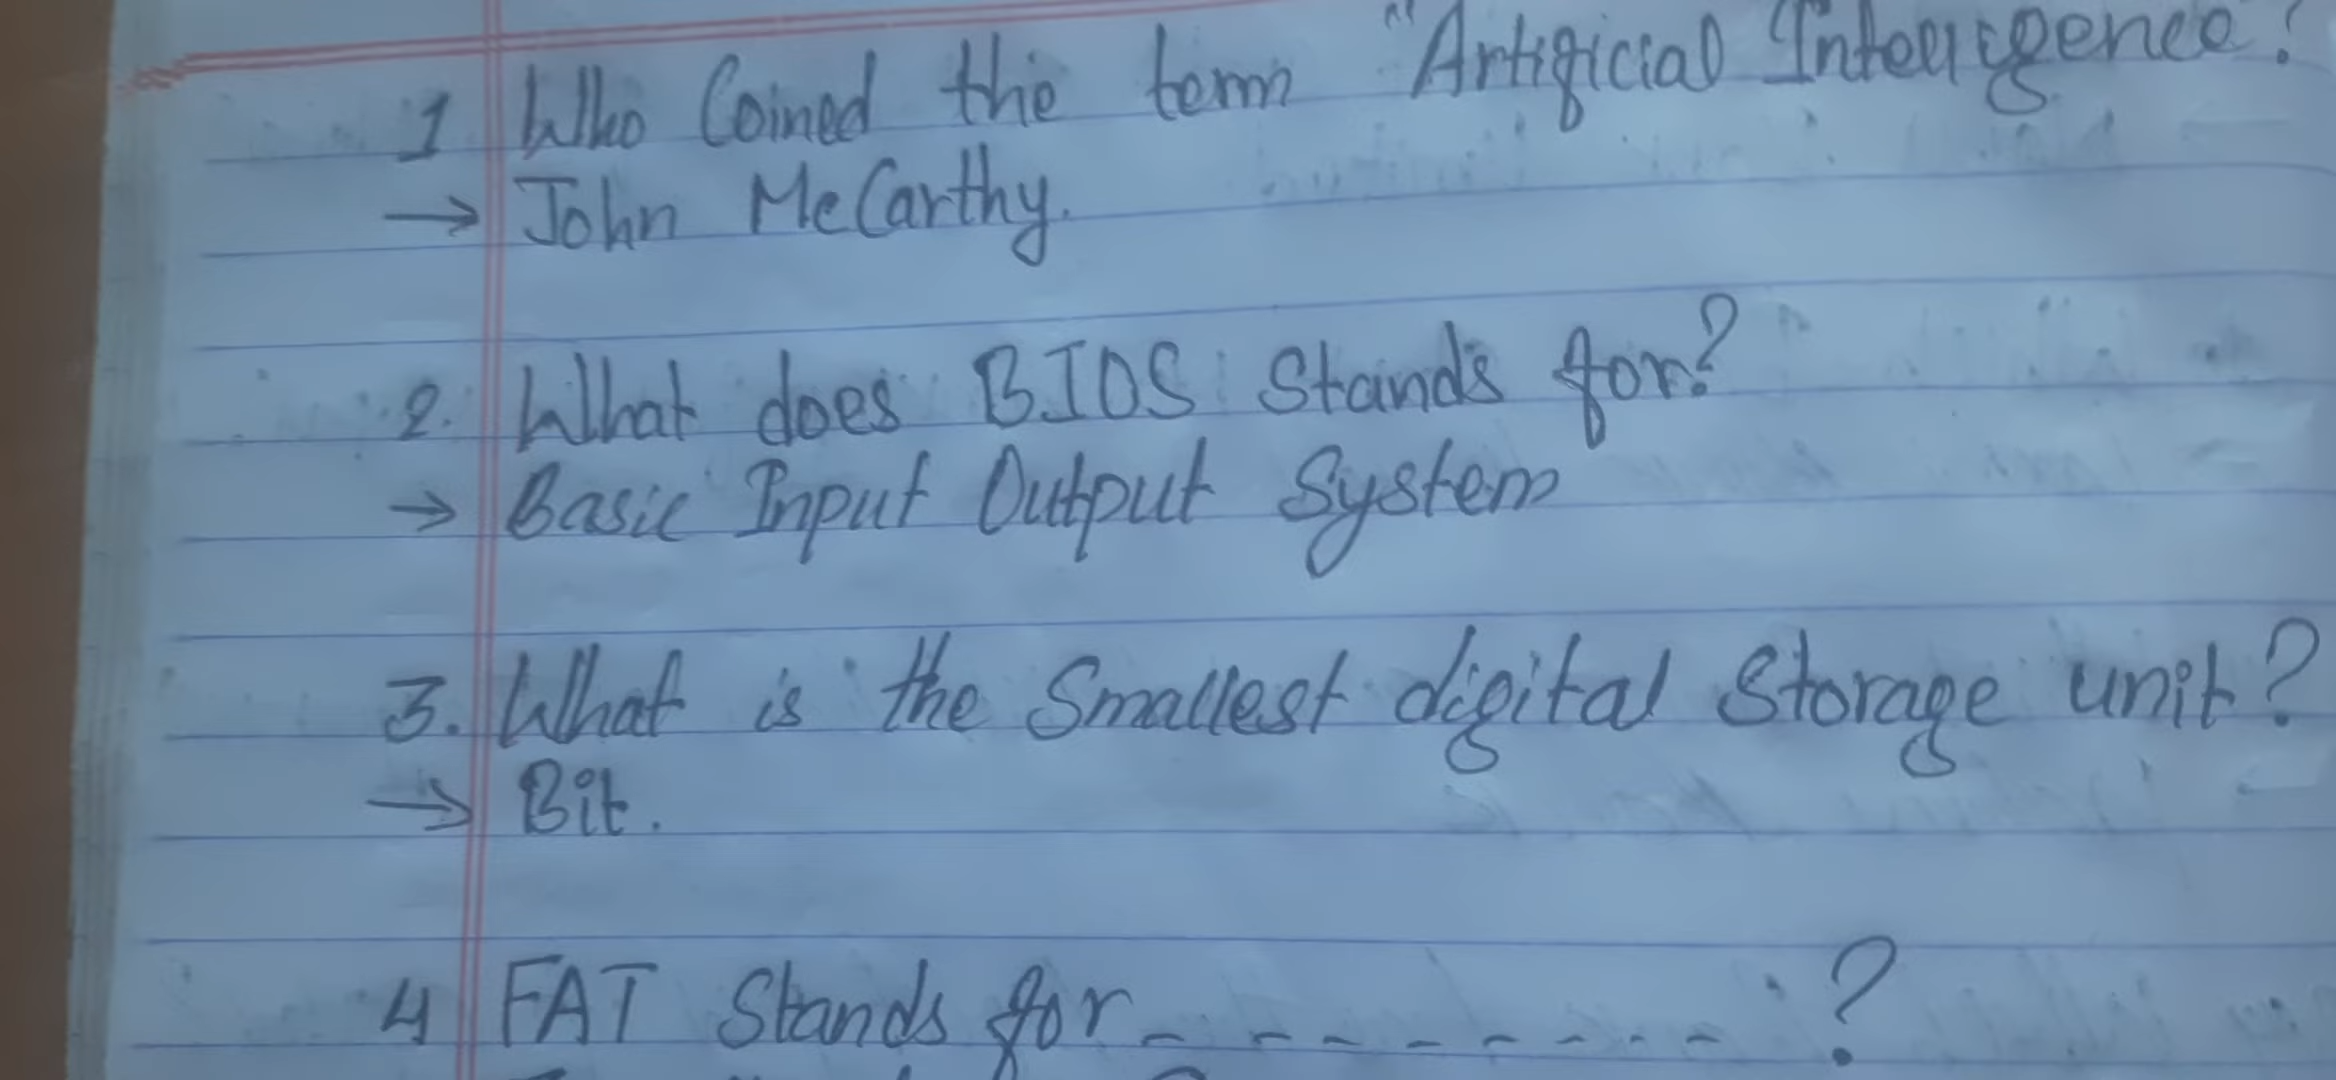 1 Who Coined the term "Artificial Intelligence?
→ John McCarthy.
2. What does BIOS Stands for?
→ Basic Input Output System
3. What is the Smallest digital Storage unit?
→ Bit.
4 FAT Stands for - - - - - - - - ?